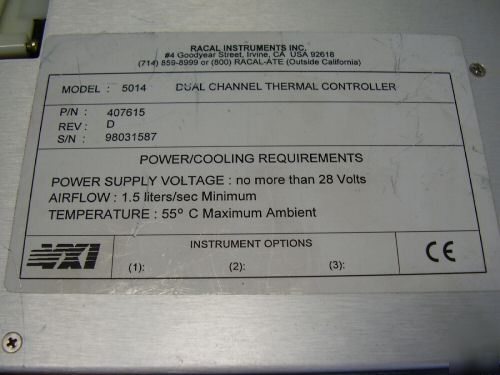 RACAL INSTRUMENTS INC.
#4 Goodyear Street, Irvine, CA USA 92618
(714) 859-8999 or (800) RACAL-ATE (Outside California)
MODEL : 5014 DUAL CHANNEL THERMAL CONTROLLER
P/N : 407615
REV : D
S/N : 98031587
POWER/COOLING REQUIREMENTS
POWER SUPPLY VOLTAGE : no more than 28 Volts
AIRFLOW : 1.5 liters/sec Minimum
TEMPERATURE : 55º C Maximum Ambient
VXI
INSTRUMENT OPTIONS
(1): (2): (3):
CE